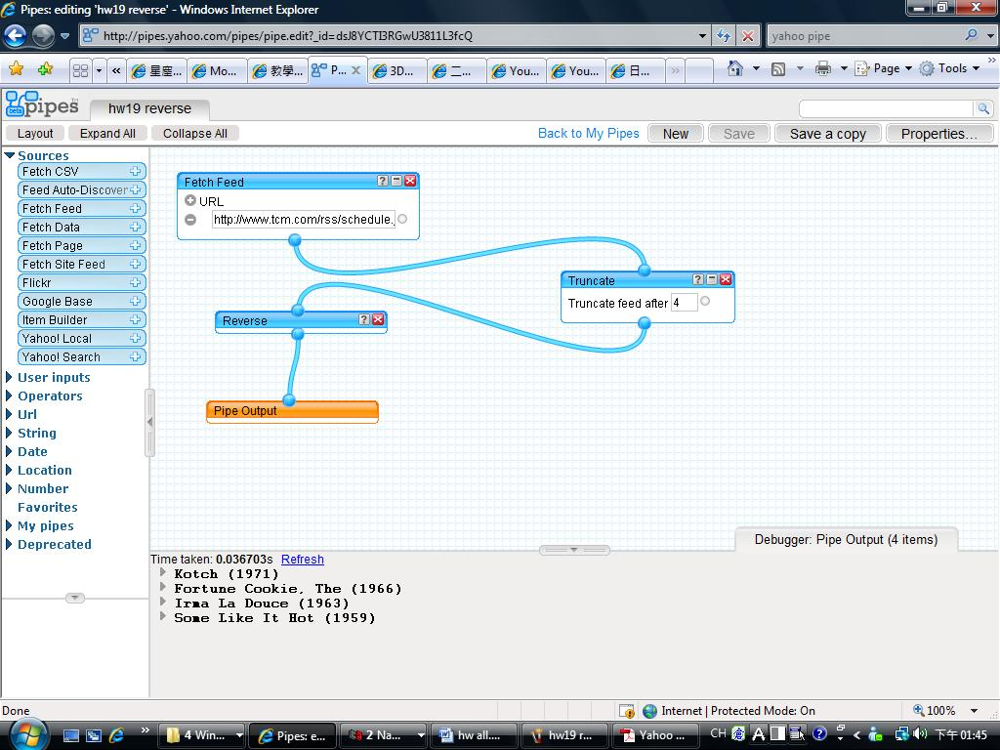 Pipes: editing 'hw19 reverse' - Windows Internet Explorer
http://pipes.yahoo.com/pipes/pipe.edit?_id=dsJ8YCTI3RGwU3811L3fcQ
yahoo pipe
« 星座... Mo... 教學... P... 3D... 二... You... You... 日... » Page Tools »
beta pipes hw19 reverse
Layout Expand All Collapse All Back to My Pipes New Save Save a copy Properties...
Sources
Fetch CSV
Feed Auto-Discover
Fetch Feed
Fetch Data
Fetch Page
Fetch Site Feed
Flickr
Google Base
Item Builder
Yahoo! Local
Yahoo! Search
User inputs
Operators
Url
String
Date
Location
Number
Favorites
My pipes
Deprecated
Fetch Feed
URL
http://www.tcm.com/rss/schedule.
Truncate
Truncate feed after 4
Reverse
Pipe Output
Debugger: Pipe Output (4 items)
Time taken: 0.036703s Refresh
Kotch (1971)
Fortune Cookie, The (1966)
Irma La Douce (1963)
Some Like It Hot (1959)
Done Internet | Protected Mode: On 100%
» 4 Win... Pipes: e... 2 Na... hw all.... hw19 r... Yahoo ... CH 下午 01:45